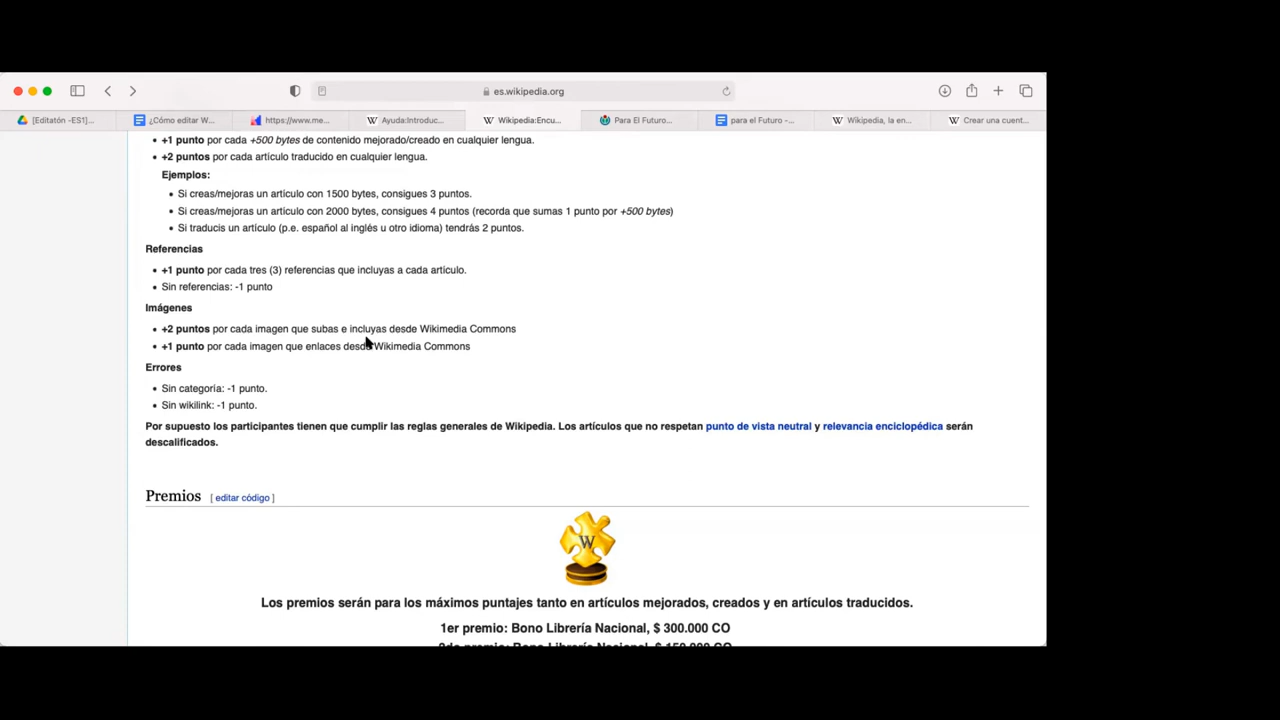 es.wikipedia.org
[Editatón -ES1]...
¿Cómo editar W...
https://www.me...
Ayuda:Introduc...
Wikipedia:Encu...
Para El Futuro...
para el Futuro -...
Wikipedia, la en...
Crear una cuent...
+1 punto por cada +500 bytes de contenido mejorado/creado en cualquier lengua.
+2 puntos por cada artículo traducido en cualquier lengua.
Ejemplos:
Si creas/mejoras un artículo con 1500 bytes, consigues 3 puntos.
Si creas/mejoras un artículo con 2000 bytes, consigues 4 puntos (recorda que sumas 1 punto por +500 bytes)
Si traducis un artículo (p.e. español al inglés u otro idioma) tendrás 2 puntos.
Referencias
+1 punto por cada tres (3) referencias que incluyas a cada artículo.
Sin referencias: -1 punto
Imágenes
+2 puntos por cada imagen que subas e incluyas desde Wikimedia Commons
+1 punto por cada imagen que enlaces desde Wikimedia Commons
Errores
Sin categoría: -1 punto.
Sin wikilink: -1 punto.
Por supuesto los participantes tienen que cumplir las reglas generales de Wikipedia. Los artículos que no respetan punto de vista neutral y relevancia enciclopédica serán
descalificados.
Premios [ editar código ]
W
Los premios serán para los máximos puntajes tanto en artículos mejorados, creados y en artículos traducidos.
1er premio: Bono Librería Nacional, $ 300.000 CO
2do premio: Bono Librería Nacional, $ 150.000 CO